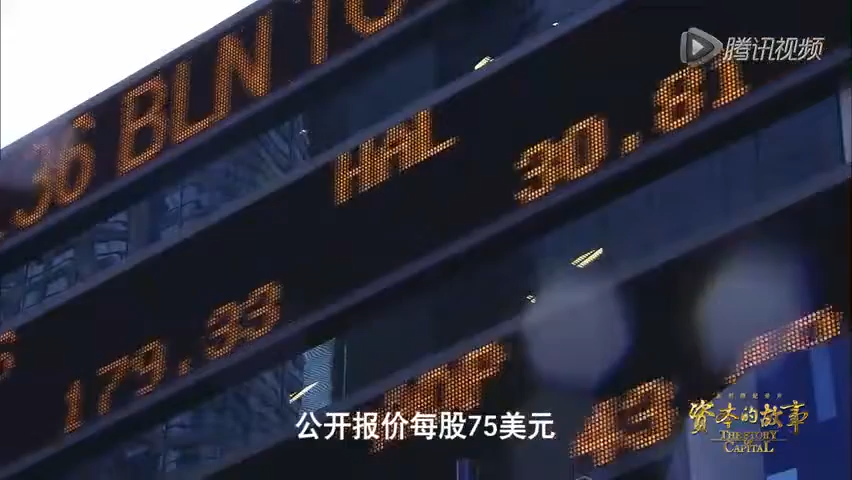 腾讯视频
36 BLN TO
HAL 30.81
179.33
43
公开报价每股75美元
资本的故事
THE STORY
OF
CAPITAL